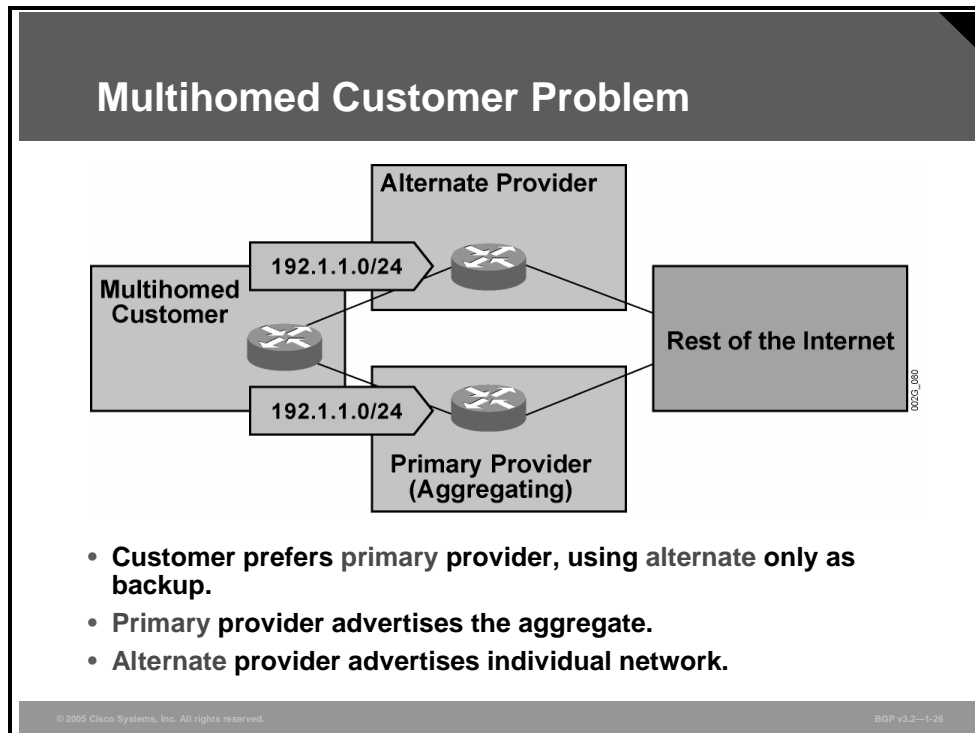 Multihomed Customer Problem
Alternate Provider
192.1.1.0/24
Multihomed
Customer
Rest of the Internet
192.1.1.0/24
Primary Provider
(Aggregating)
002G_080
• Customer prefers primary provider, using alternate only as
backup.
• Primary provider advertises the aggregate.
• Alternate provider advertises individual network.
© 2005 Cisco Systems, Inc. All rights reserved.
BGP v3.2—1-26